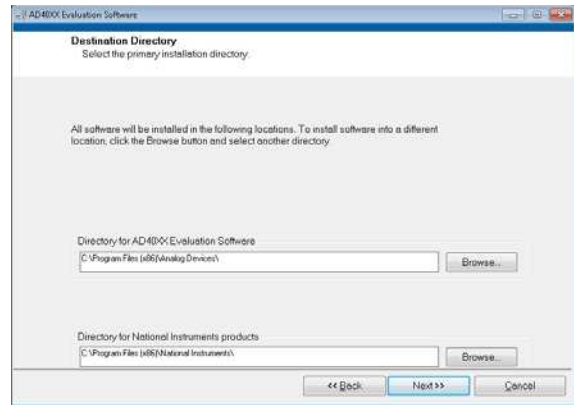 AD40XX Evaluation Software
Destination Directory
Select the primary installation directory.
All software will be installed in the following locations. To install software into a different
location, click the Browse button and select another directory.
Directory for AD40XX Evaluation Software
C:\Program Files (x86)\Analog Devices\
Browse...
Directory for National Instruments products
C:\Program Files (x86)\National Instruments\
Browse...
<< Back
Next >>
Cancel